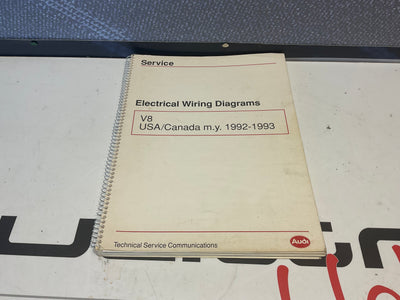 Service
Electrical Wiring Diagrams
V8
USA/Canada m.y. 1992-1993
Technical Service Communications
Audi